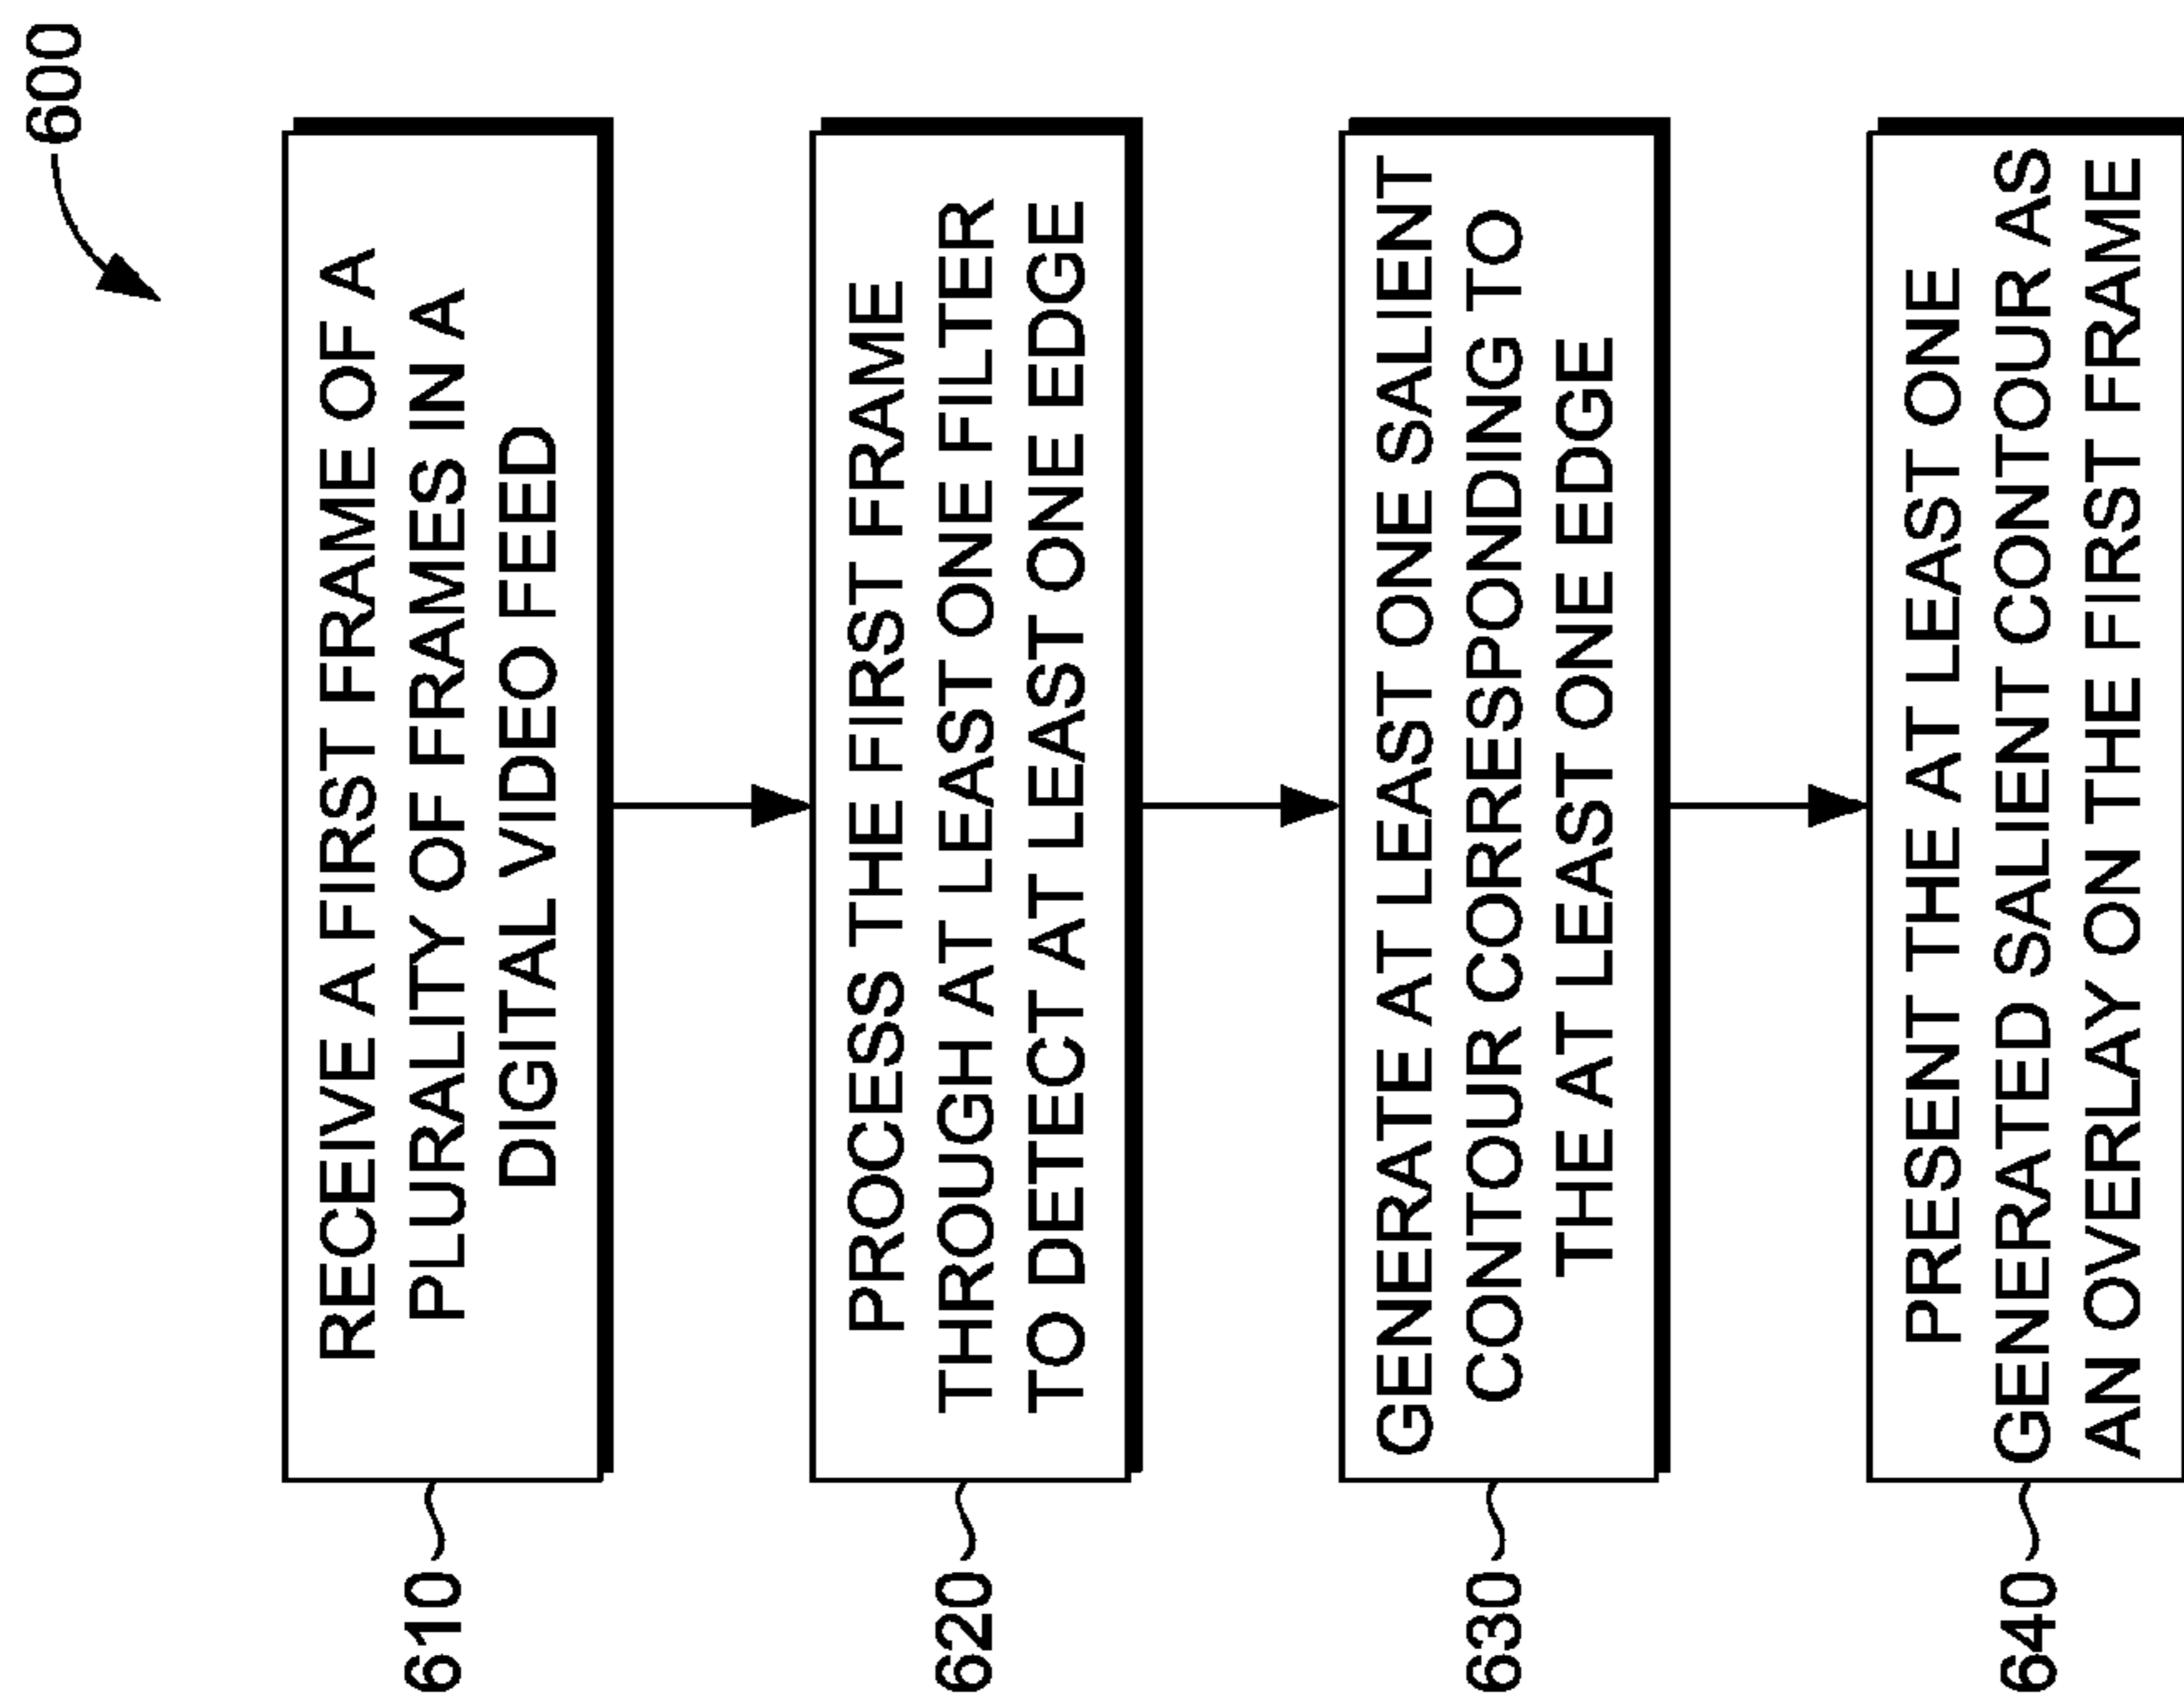 600
610
RECEIVE A FIRST FRAME OF A
PLURALITY OF FRAMES IN A
DIGITAL VIDEO FEED
620
PROCESS THE FIRST FRAME
THROUGH AT LEAST ONE FILTER
TO DETECT AT LEAST ONE EDGE
630
GENERATE AT LEAST ONE SALIENT
CONTOUR CORRESPONDING TO
THE AT LEAST ONE EDGE
640
PRESENT THE AT LEAST ONE
GENERATED SALIENT CONTOUR AS
AN OVERLAY ON THE FIRST FRAME